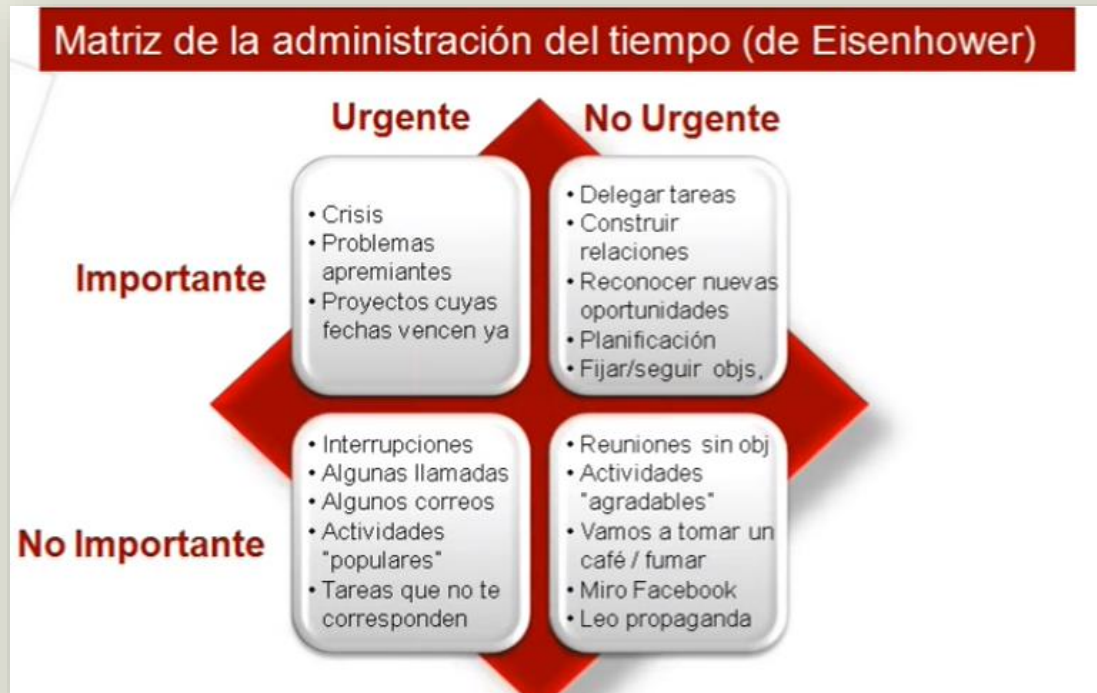 Matriz de la administración del tiempo (de Eisenhower)
Urgente
No Urgente
Importante
• Crisis
• Problemas
apremiantes
• Proyectos cuyas
fechas vencen ya
• Delegar tareas
• Construir
relaciones
• Reconocer nuevas
oportunidades
• Planificación
• Fijar/seguir objs,
No Importante
• Interrupciones
• Algunas llamadas
• Algunos correos
• Actividades
"populares"
• Tareas que no te
corresponden
• Reuniones sin obj
• Actividades
"agradables"
• Vamos a tomar un
café / fumar
• Miro Facebook
• Leo propaganda